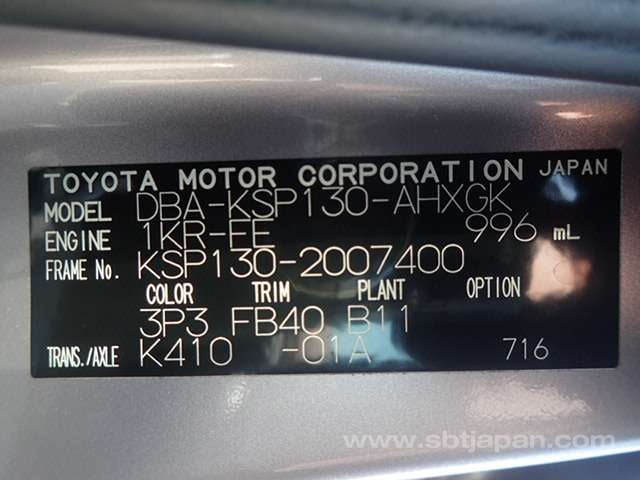 TOYOTA MOTOR CORPORATION JAPAN
MODEL DBA-KSP130-AHXGK
ENGINE 1KR-FE 996 mL
FRAME No. KSP130-2007400
COLOR TRIM PLANT OPTION
3P3 FB40 B11
TRANS./AXLE K410 -01A 716
www.sbtjapan.com